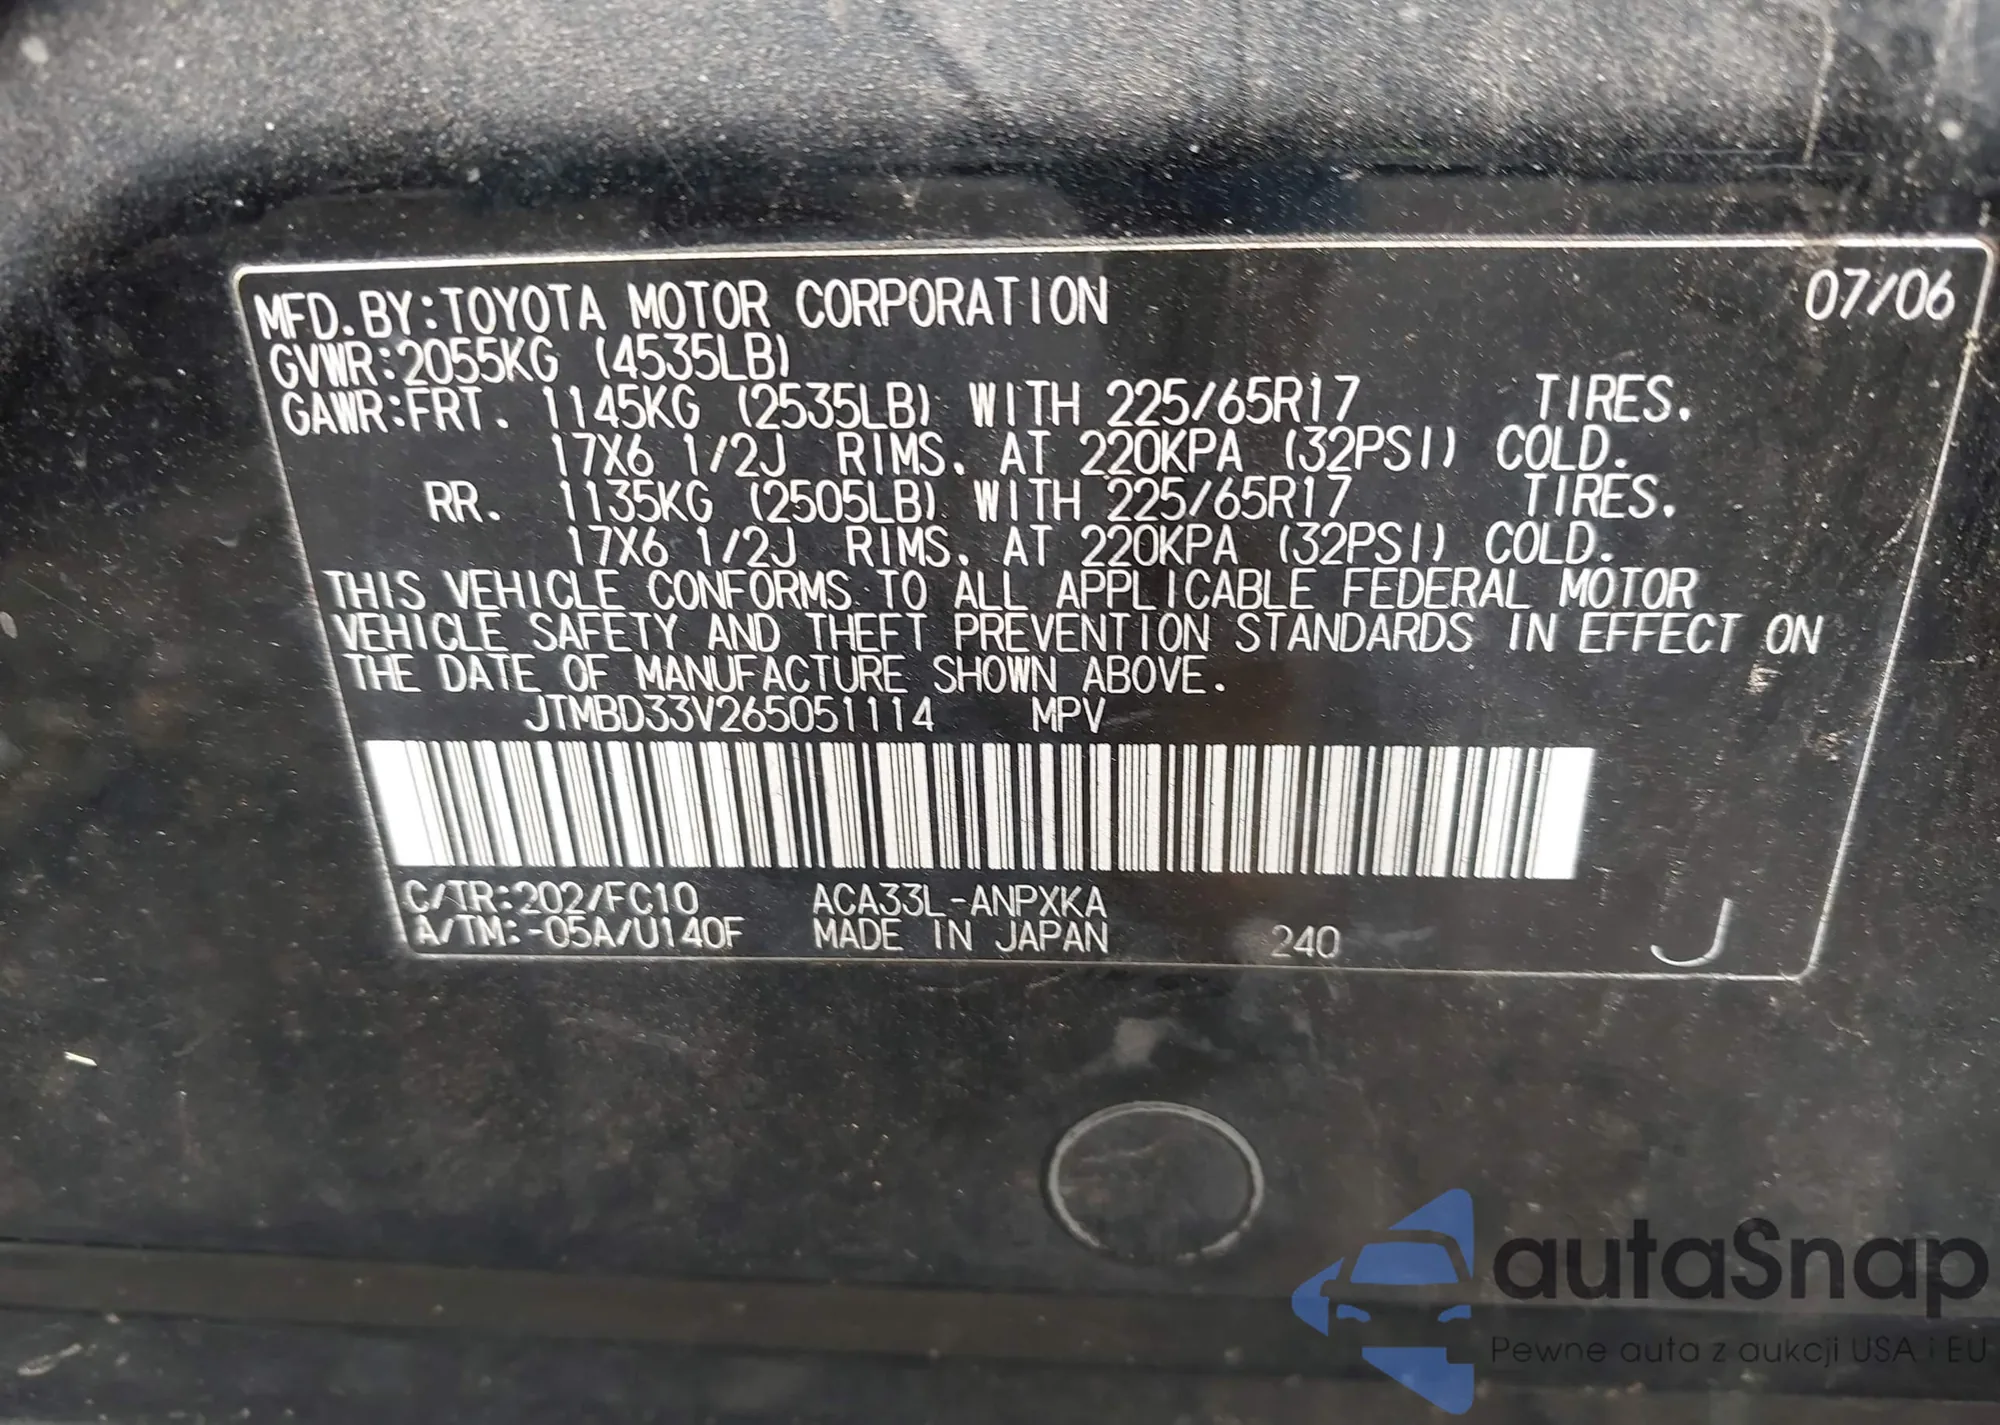 MFD.BY:TOYOTA MOTOR CORPORATION 07/06
GVWR:2055KG (4535LB)
GAWR:FRT. 1145KG (2535LB) WITH 225/65R17 TIRES.
17X6 1/2J RIMS. AT 220KPA (32PSI) COLD.
RR. 1135KG (2505LB) WITH 225/65R17 TIRES.
17X6 1/2J RIMS. AT 220KPA (32PSI) COLD.
THIS VEHICLE CONFORMS TO ALL APPLICABLE FEDERAL MOTOR
VEHICLE SAFETY AND THEFT PREVENTION STANDARDS IN EFFECT ON
THE DATE OF MANUFACTURE SHOWN ABOVE.
JTMBD33V265051114 MPV
C/TR:202/FC10 ACA33L-ANPXKA
A/TM:-05A/U140F MADE IN JAPAN 240 J
autaSnap
Pewne auta z aukcji USA i EU